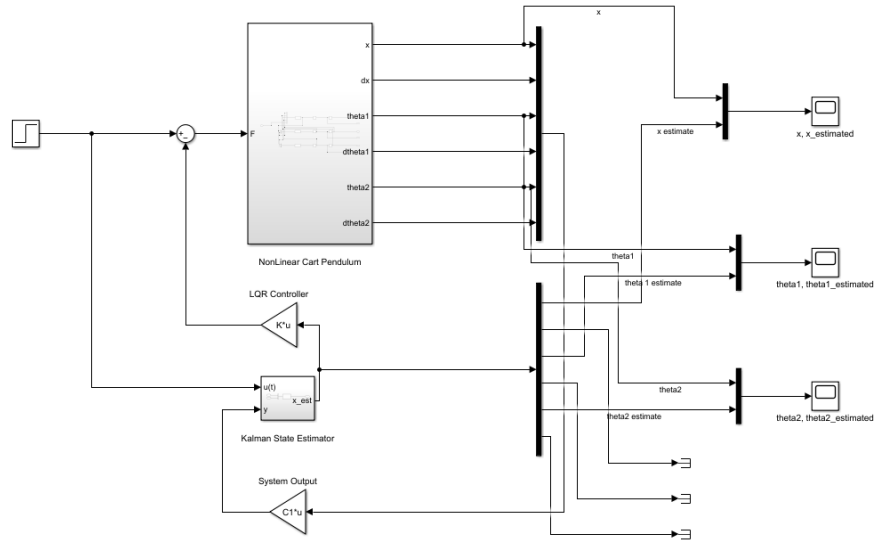 x
x
dx
x estimate
x, x_estimated
+
-
F
theta1
dtheta1
theta2
dtheta2
NonLinear Cart Pendulum
theta1
theta 1 estimate
theta1, theta1_estimated
LQR Controller
K*u
u(t)
x_est
y
Kalman State Estimator
theta2
theta2 estimate
theta2, theta2_estimated
System Output
C1*u